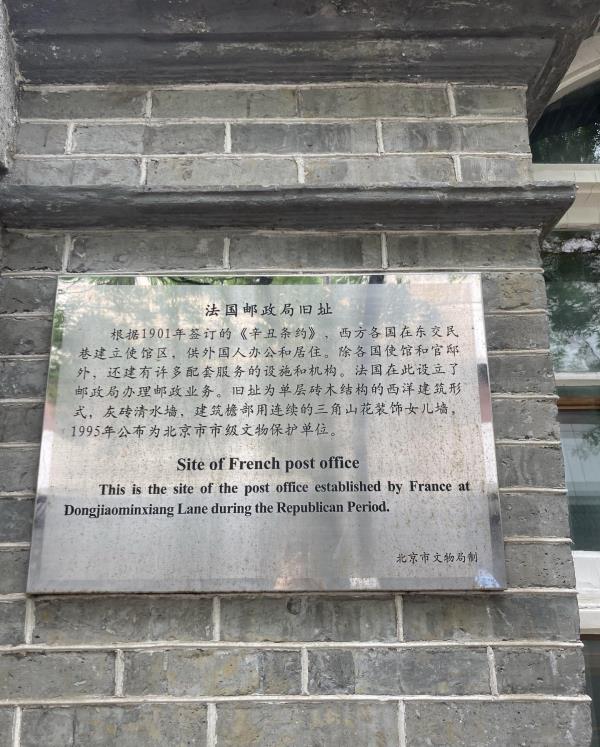 法国邮政局旧址
根据1901年签订的《辛丑条约》，西方各国在东交民
巷建立使馆区，供外国人办公和居住。除各国使馆和官邸
外，还建有许多配套服务的设施和机构。法国在此设立了
邮政局办理邮政业务。旧址为单层砖木结构的西洋建筑形
式，灰砖清水墙，建筑檐部用连续的三角山花装饰女儿墙，
1995年公布为北京市市级文物保护单位。
Site of French post office
This is the site of the post office established by France at
Dongjiaominxiang Lane during the Republican Period.
北京市文物局制